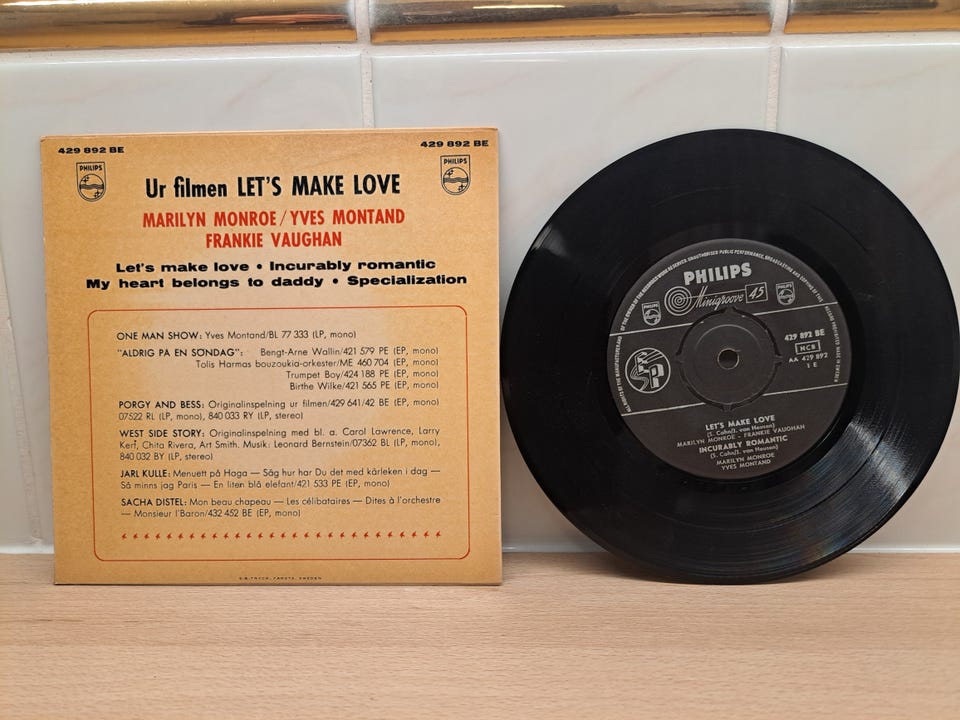 429 892 BE
429 892 BE
PHILIPS
PHILIPS
Ur filmen LET'S MAKE LOVE
MARILYN MONROE/YVES MONTAND
FRANKIE VAUGHAN
Let's make love • Incurably romantic
My heart belongs to daddy • Specialization
ONE MAN SHOW: Yves Montand/BL 77 333 (LP, mono)
"ALDRIG PÅ EN SÖNDAG": Bengt-Arne Wallin/421 579 PE (EP, mono)
Tolis Harmas bouzoukia-orkester/ME 460 704 (EP, mono)
Trumpet Boy/424 188 PE (EP, mono)
Birthe Wilke/421 565 PE (EP, mono)
PORGY AND BESS: Originalinspelning ur filmen/429 641/42 BE (EP, mono)
07522 RL (LP, mono), 840 033 RY (LP, stereo)
WEST SIDE STORY: Originalinspelning med bl. a. Carol Lawrence, Larry
Kert, Chita Rivera, Art Smith. Musik: Leonard Bernstein/07362 BL (LP, mono),
840 032 BY (LP, stereo)
JARL KULLE: Menuett på Haga — Säg hur har Du det med kärleken i dag —
Så minns jag Paris — En liten blå elefant/421 533 PE (EP, mono)
SACHA DISTEL: Mon beau chapeau — Les célibataires — Dites à l'orchestre
— Monsieur l'Baron/432 452 BE (EP, mono)
PHILIPS
Minigroove 45
PHILIPS
PHILIPS
429 892 BE
NCB
AA 429 892
1 E
LET'S MAKE LOVE
(S. Cahn/J. van Heusen)
MARILYN MONROE - FRANKIE VAUGHAN
INCURABLY ROMANTIC
(S. Cahn/J. van Heusen)
MARILYN MONROE
YVES MONTAND